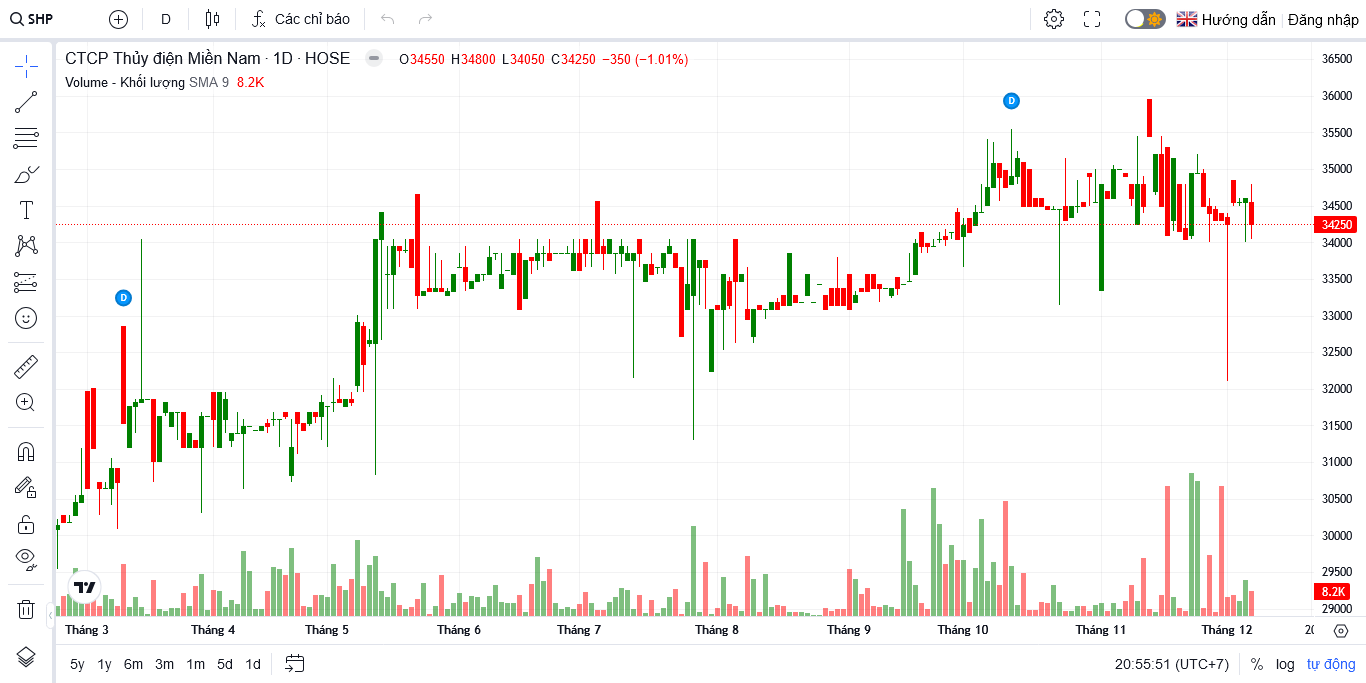 SHP D Các chỉ báo Hướng dẫn Đăng nhập
CTCP Thủy điện Miền Nam · 1D · HOSE O34550 H34800 L34050 C34250 −350 (−1.01%)
Volume - Khối lượng SMA 9 8.2K
36500
36000
D
35500
35000
34500
34250
34000
33500
D
33000
32500
32000
31500
31000
30500
30000
29500
8.2K
29000
Tháng 3 Tháng 4 Tháng 5 Tháng 6 Tháng 7 Tháng 8 Tháng 9 Tháng 10 Tháng 11 Tháng 12
5y 1y 6m 3m 1m 5d 1d 20:55:51 (UTC+7) % log tự động